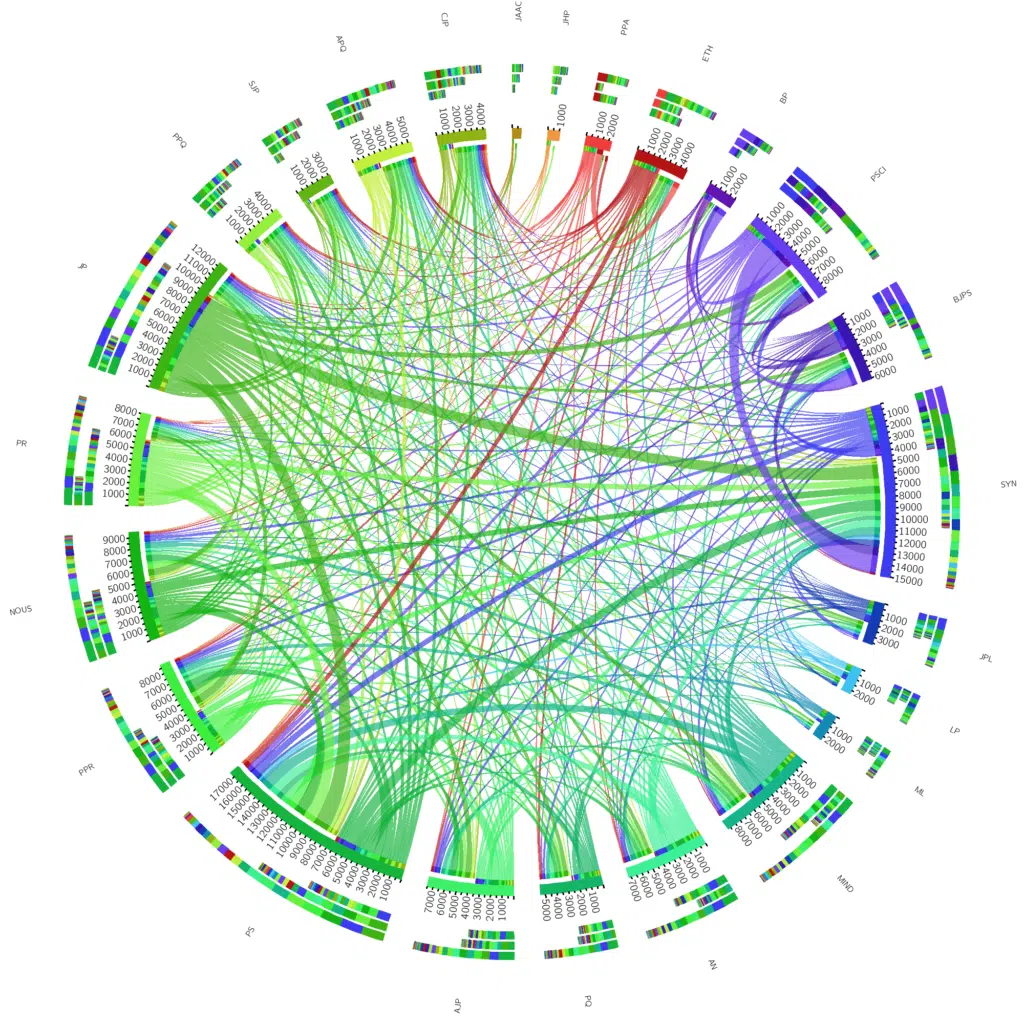 CJP
1000 2000 3000 4000
JAAC
JHP
1000
PPA
1000 2000
ETH
1000 2000 3000 4000
BP
1000 2000
PSCI
1000 2000 3000 4000 5000 6000 7000 8000
BJPS
1000 2000 3000 4000 5000 6000
SYN
1000 2000 3000 4000 5000 6000 7000 8000 9000 10000 11000 12000 13000 14000 15000
JPL
1000 2000 3000
LP
1000 2000
ML
1000 2000
MIND
1000 2000 3000 4000 5000 6000 7000 8000
AN
1000 2000 3000 4000 5000 6000 7000
PQ
1000 2000 3000 4000 5000
AJP
1000 2000 3000 4000 5000 6000 7000
PS
1000 2000 3000 4000 5000 6000 7000 8000 9000 10000 11000 12000 13000 14000 15000 16000 17000
PPR
1000 2000 3000 4000 5000 6000 7000 8000
NOUS
1000 2000 3000 4000 5000 6000 7000 8000 9000
PR
1000 2000 3000 4000 5000 6000 7000 8000
JP
1000 2000 3000 4000 5000 6000 7000 8000 9000 10000 11000 12000
PPQ
1000 2000 3000 4000
SJP
1000 2000 3000
APQ
1000 2000 3000 4000 5000